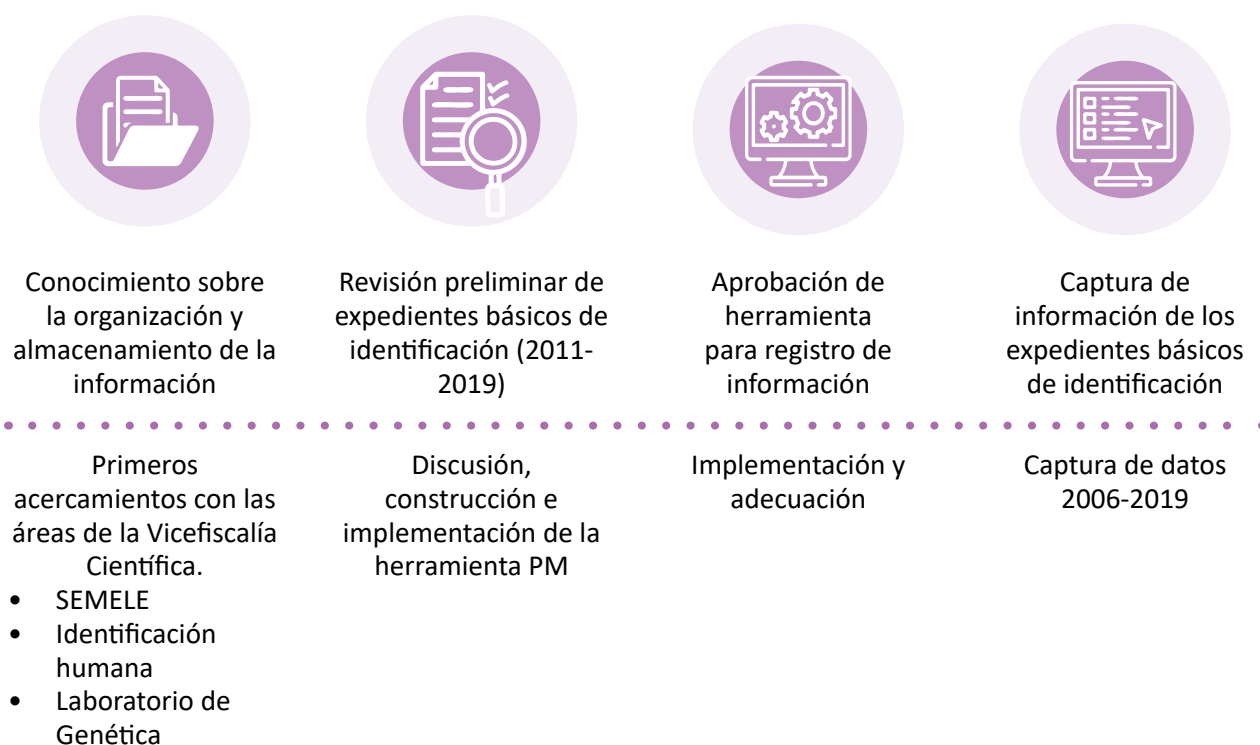 Conocimiento sobre
la organización y
almacenamiento de la
información
Revisión preliminar de
expedientes básicos de
identificación (2011-
2019)
Aprobación de
herramienta
para registro de
información
Captura de
información de los
expedientes básicos
de identificación
Primeros
acercamientos con las
áreas de la Vicefiscalía
Científica.
• SEMELE
• Identificación
humana
• Laboratorio de
Genética
Discusión,
construcción e
implementación de la
herramienta PM
Implementación y
adecuación
Captura de datos
2006-2019